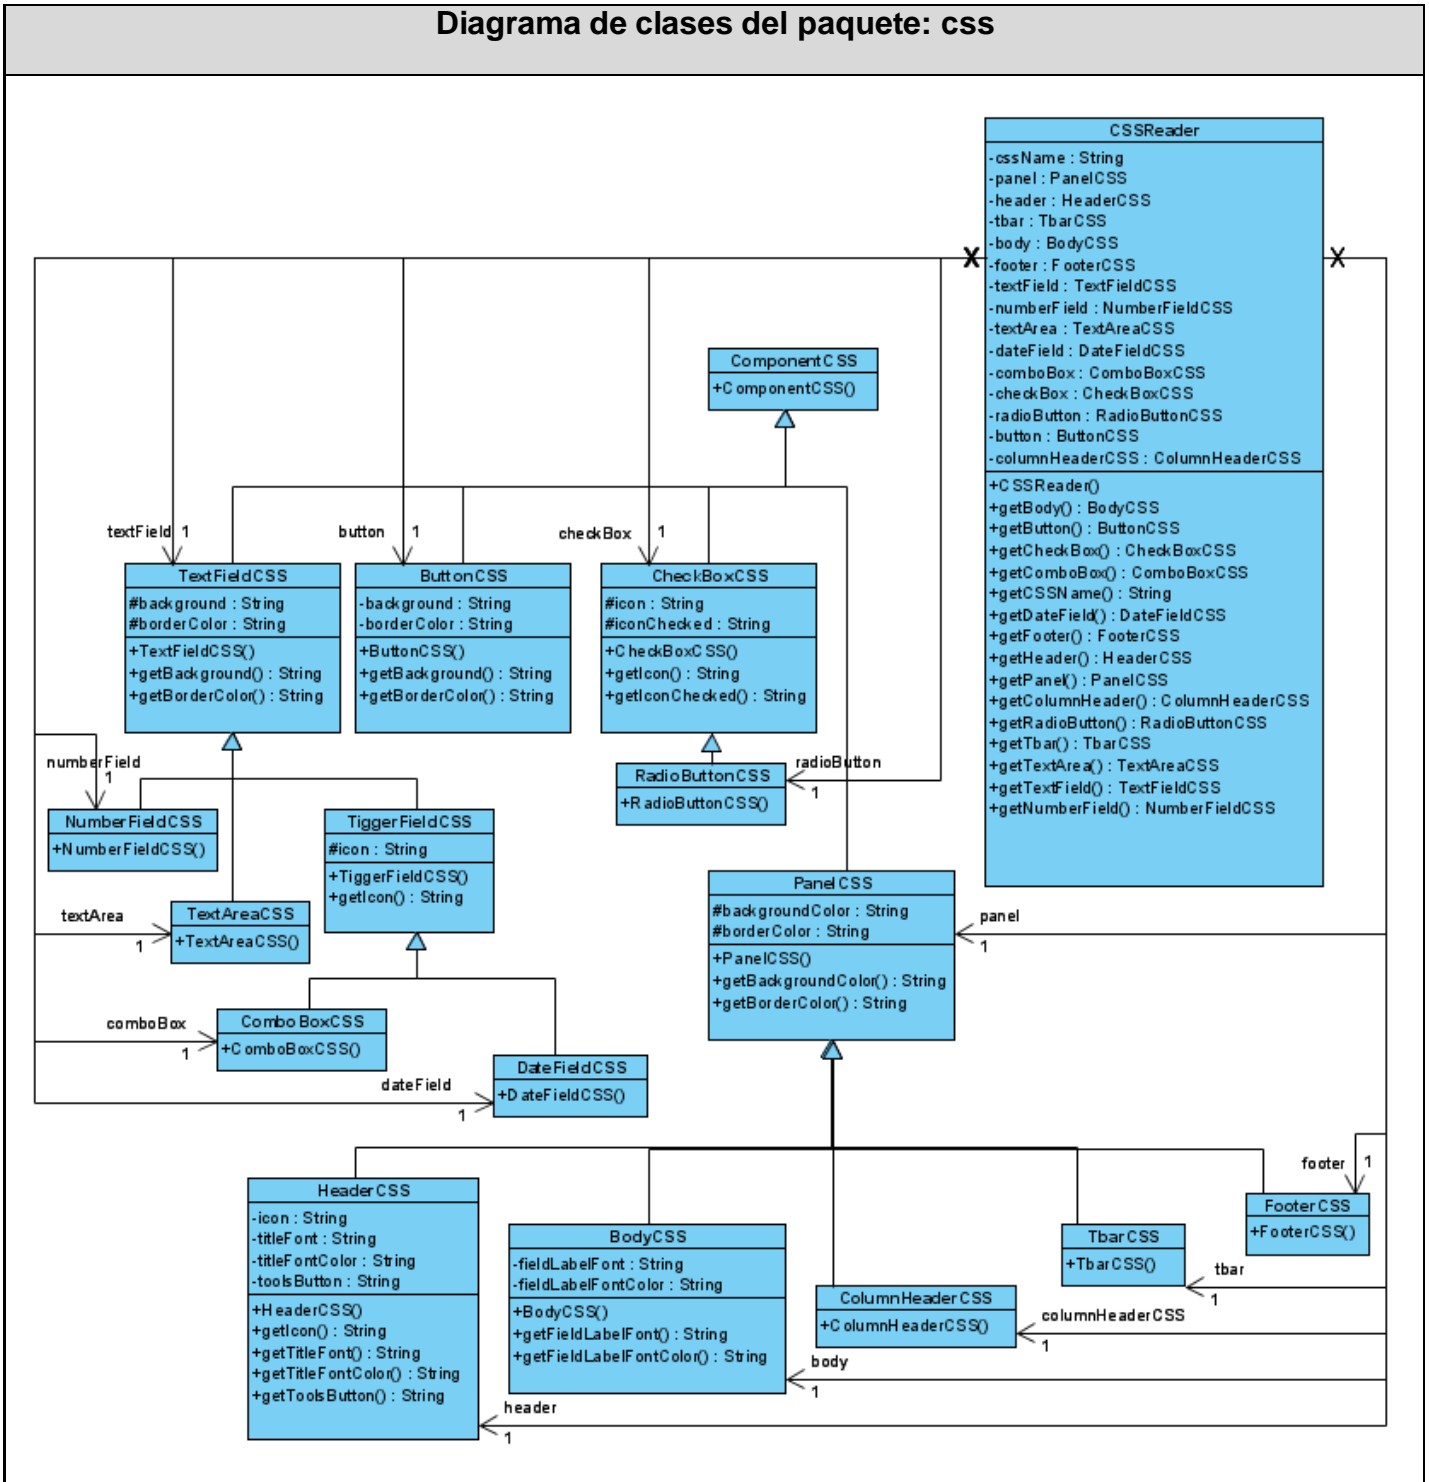 Diagrama de clases del paquete: css
CSSReader
-cssName : String
-panel : PanelCSS
-header : HeaderCSS
-tbar : TbarCSS
-body : BodyCSS
-footer : FooterCSS
-textField : TextFieldCSS
-numberField : NumberFieldCSS
-textArea : TextAreaCSS
-dateField : DateFieldCSS
-comboBox : ComboBoxCSS
-checkBox : CheckBoxCSS
-radioButton : RadioButtonCSS
-button : ButtonCSS
-columnHeaderCSS : ColumnHeaderCSS
+CSSReader()
+getBody() : BodyCSS
+getButton() : ButtonCSS
+getCheckBox() : CheckBoxCSS
+getComboBox() : ComboBoxCSS
+getCSSName() : String
+getDateField() : DateFieldCSS
+getFooter() : FooterCSS
+getHeader() : HeaderCSS
+getPanel() : PanelCSS
+getColumnHeader() : ColumnHeaderCSS
+getRadioButton() : RadioButtonCSS
+getTbar() : TbarCSS
+getTextArea() : TextAreaCSS
+getTextField() : TextFieldCSS
+getNumberField() : NumberFieldCSS
ComponentCSS
+ComponentCSS()
textField 1
button 1
checkBox 1
TextFieldCSS
#background : String
#borderColor : String
+TextFieldCSS()
+getBackground() : String
+getBorderColor() : String
ButtonCSS
-background : String
-borderColor : String
+ButtonCSS()
+getBackground() : String
+getBorderColor() : String
CheckBoxCSS
#icon : String
#iconChecked : String
+CheckBoxCSS()
+getIcon() : String
+getIconChecked() : String
numberField
1
NumberFieldCSS
+NumberFieldCSS()
TiggerFieldCSS
#icon : String
+TiggerFieldCSS()
+getIcon() : String
RadioButtonCSS
+RadioButtonCSS()
radioButton
1
textArea
1
TextAreaCSS
+TextAreaCSS()
PanelCSS
#backgroundColor : String
#borderColor : String
+PanelCSS()
+getBackgroundColor() : String
+getBorderColor() : String
panel
1
comboBox
1
ComboBoxCSS
+ComboBoxCSS()
dateField
1
DateFieldCSS
+DateFieldCSS()
HeaderCSS
-icon : String
-titleFont : String
-titleFontColor : String
-toolsButton : String
+HeaderCSS()
+getIcon() : String
+getTitleFont() : String
+getTitleFontColor() : String
+getToolsButton() : String
BodyCSS
-fieldLabelFont : String
-fieldLabelFontColor : String
+BodyCSS()
+getFieldLabelFont() : String
+getFieldLabelFontColor() : String
ColumnHeaderCSS
+ColumnHeaderCSS()
TbarCSS
+TbarCSS()
footer 1
FooterCSS
+FooterCSS()
tbar
1
columnHeaderCSS
1
body
1
header
1